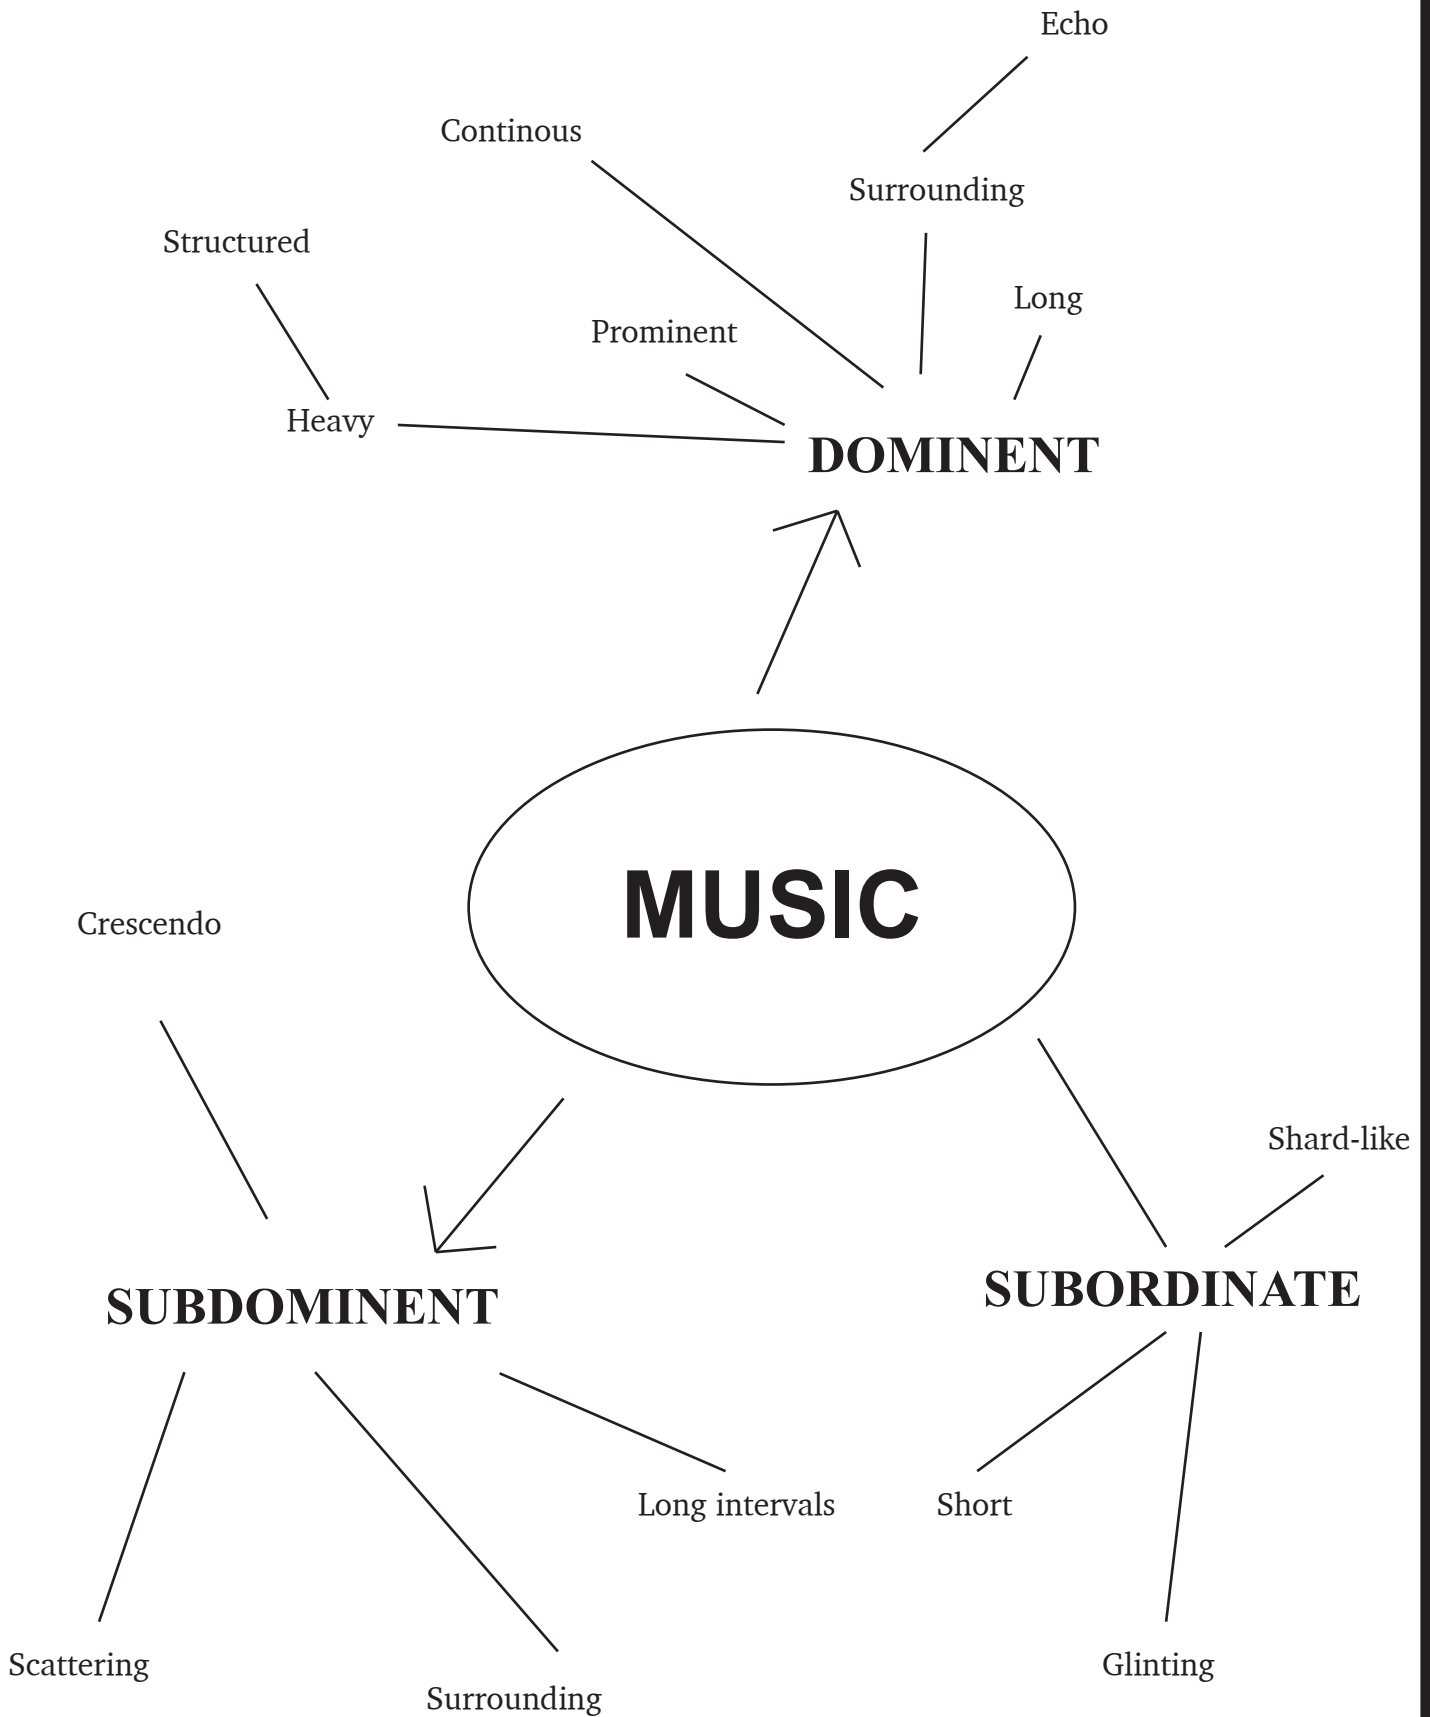 Echo
Continous
Surrounding
Structured
Long
Prominent
Heavy
DOMINENT
MUSIC
Crescendo
Shard-like
SUBORDINATE
SUBDOMINENT
Long intervals
Short
Scattering
Glinting
Surrounding